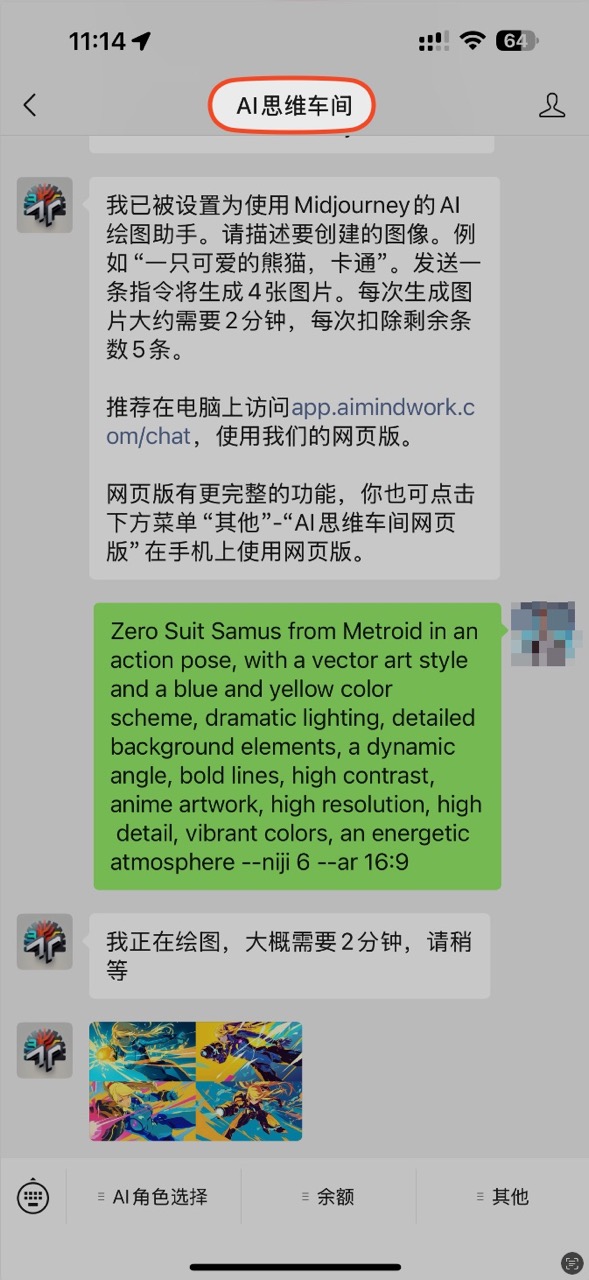 11:14
64
AI思维车间
我已被设置为使用Midjourney的AI
绘图助手。请描述要创建的图像。例
如“一只可爱的熊猫，卡通”。发送一
条指令将生成4张图片。每次生成图
片大约需要2分钟，每次扣除剩余条
数5条。
推荐在电脑上访问app.aimindwork.c
om/chat，使用我们的网页版。
网页版有更完整的功能，你也可点击
下方菜单“其他”-“AI思维车间网页
版”在手机上使用网页版。
Zero Suit Samus from Metroid in an
action pose, with a vector art style
and a blue and yellow color
scheme, dramatic lighting, detailed
background elements, a dynamic
angle, bold lines, high contrast,
anime artwork, high resolution, high
detail, vibrant colors, an energetic
atmosphere --niji 6 --ar 16:9
我正在绘图，大概需要2分钟，请稍
等
AI角色选择
余额
其他